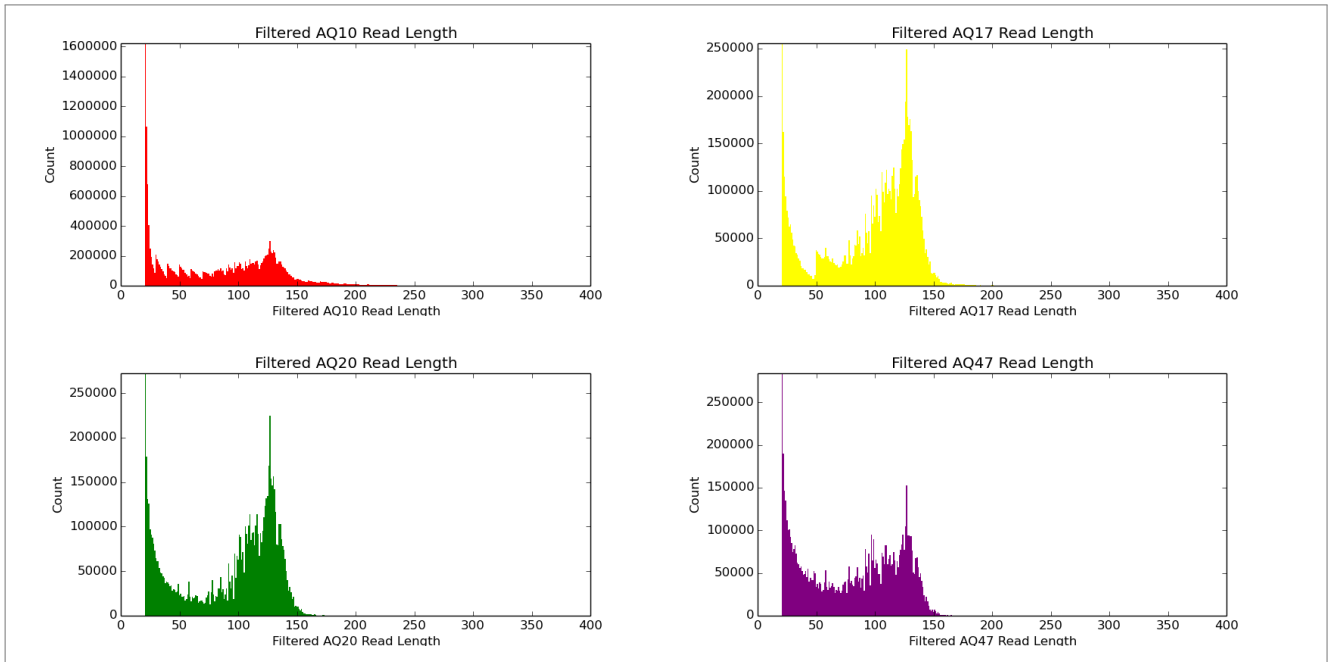 Filtered AQ10 Read Length
1600000
1400000
1200000
1000000
800000
600000
400000
200000
0
Count
0 50 100 150 200 250 300 350 400
Filtered AQ10 Read Length
Filtered AQ17 Read Length
250000
200000
150000
100000
50000
0
Count
0 50 100 150 200 250 300 350 400
Filtered AQ17 Read Length
Filtered AQ20 Read Length
250000
200000
150000
100000
50000
0
Count
0 50 100 150 200 250 300 350 400
Filtered AQ20 Read Length
Filtered AQ47 Read Length
250000
200000
150000
100000
50000
0
Count
0 50 100 150 200 250 300 350 400
Filtered AQ47 Read Length